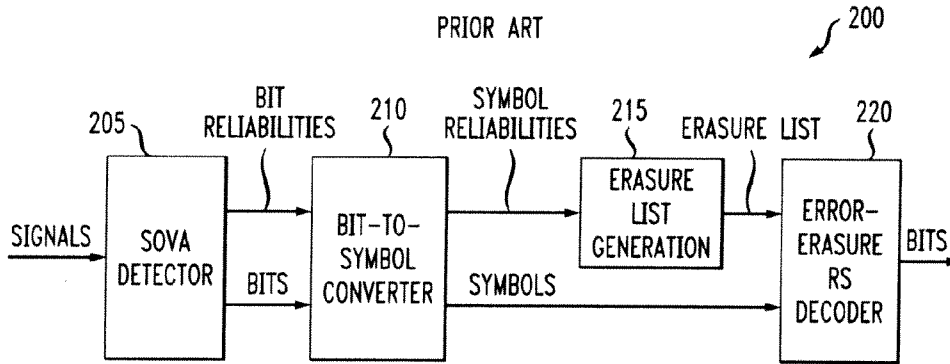 PRIOR ART
200
205
BIT
RELIABILITIES
210
SYMBOL
RELIABILITIES
215
ERASURE LIST
220
SIGNALS
SOVA
DETECTOR
BITS
BIT-TO-
SYMBOL
CONVERTER
SYMBOLS
ERASURE
LIST
GENERATION
ERROR-
ERASURE
RS
DECODER
BITS